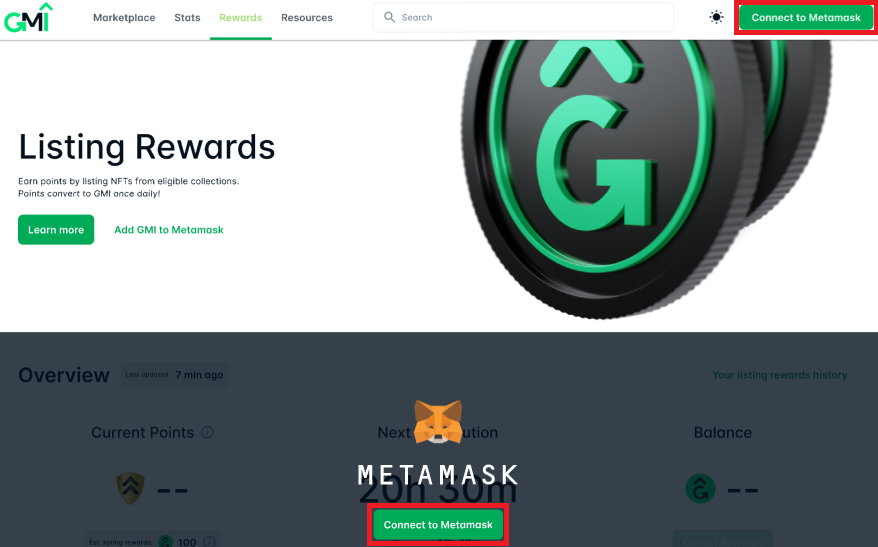 GMI
Marketplace
Stats
Rewards
Resources
Search
Connect to Metamask
G
Listing Rewards
Earn points by listing NFTs from eligible collections.
Points convert to GMI once daily!
Learn more
Add GMI to Metamask
Overview
Last updated: 7 min ago
Your listing rewards history
Current Points
--
Est. listing rewards: 100
Next ution
20h 30m
METAMASK
Connect to Metamask
Balance
--
Collect Rewards